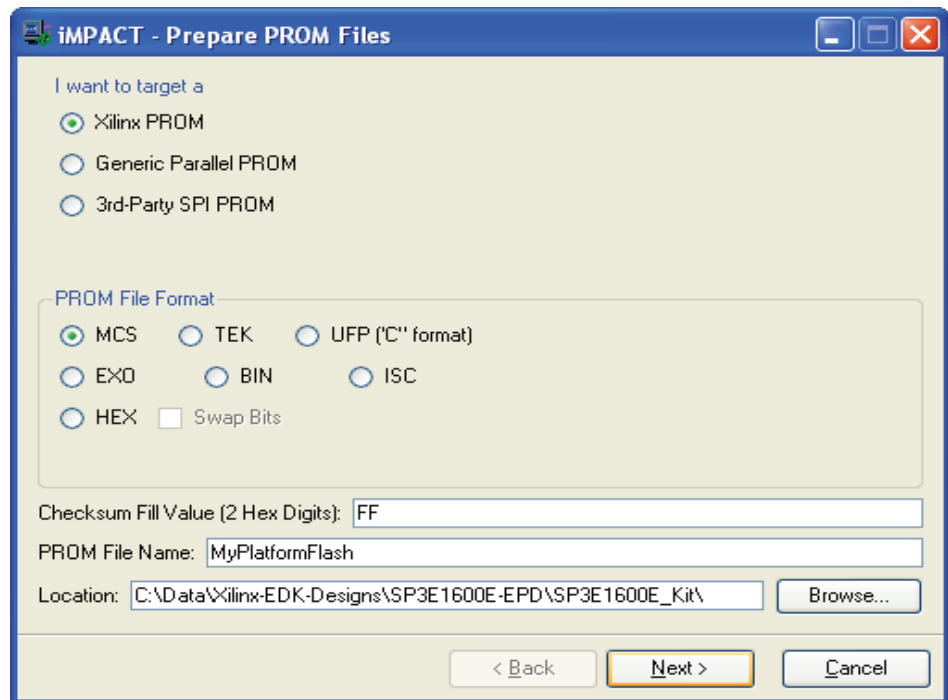 iMPACT - Prepare PROM Files
I want to target a
Xilinx PROM
Generic Parallel PROM
3rd-Party SPI PROM
PROM File Format
MCS TEK UFP ("C" format)
EXO BIN ISC
HEX Swap Bits
Checksum Fill Value (2 Hex Digits): FF
PROM File Name: MyPlatformFlash
Location: C:\Data\Xilinx-EDK-Designs\SP3E1600E-EPD\SP3E1600E_Kit\ Browse...
< Back Next > Cancel